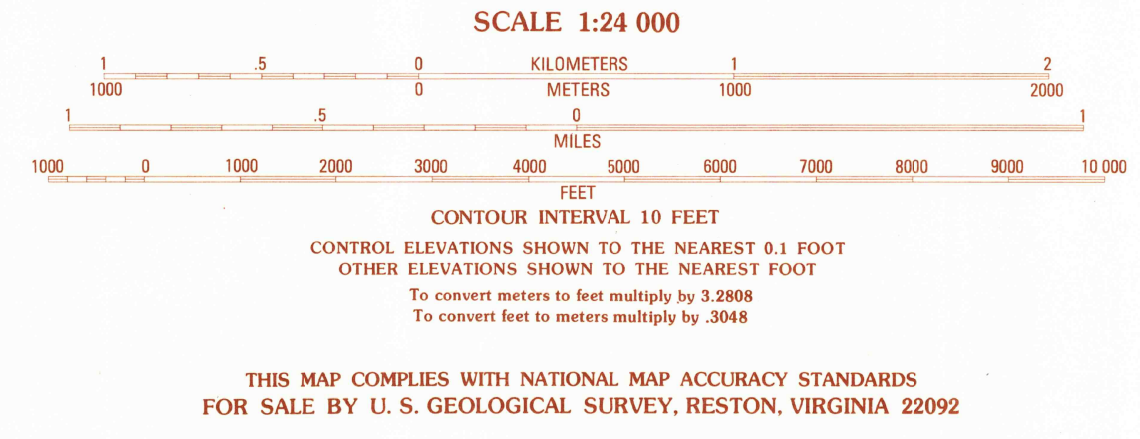 SCALE 1:24 000
1 .5 0 KILOMETERS 1 2
1000 0 METERS 1000 2000
1 .5 0 1
MILES
1000 0 1000 2000 3000 4000 5000 6000 7000 8000 9000 10 000
FEET
CONTOUR INTERVAL 10 FEET
CONTROL ELEVATIONS SHOWN TO THE NEAREST 0.1 FOOT
OTHER ELEVATIONS SHOWN TO THE NEAREST FOOT
To convert meters to feet multiply by 3.2808
To convert feet to meters multiply by .3048
THIS MAP COMPLIES WITH NATIONAL MAP ACCURACY STANDARDS
FOR SALE BY U. S. GEOLOGICAL SURVEY, RESTON, VIRGINIA 22092